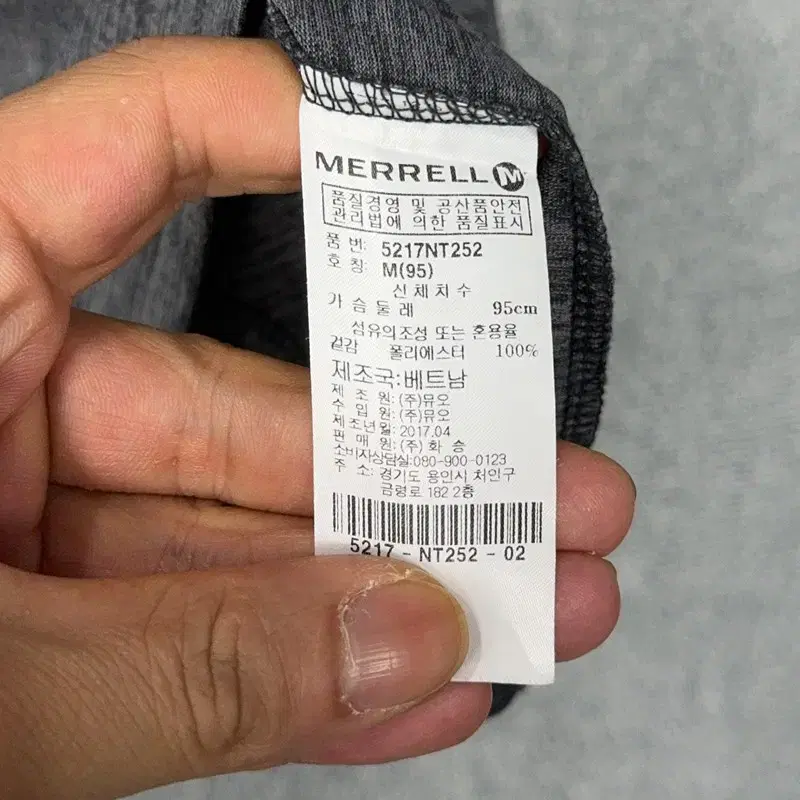 MERRELL M
품질경영 및 공산품안전
관리법에 의한 품질표시
품 번: 5217NT252
호 칭: M(95)
신체치수
가 슴 둘 레 95cm
섬유의조성 또는 혼용율
겉감 폴리에스터 100%
제조국:베트남
제 조 원: (주)뮤오
수 입 원: (주)뮤오
제조년월: 2017.04
판 매 원: (주) 화 승
소비자상담실:080-900-0123
주 소: 경기도 용인시 처인구
금령로 182 2층
5217 - NT252 - 02